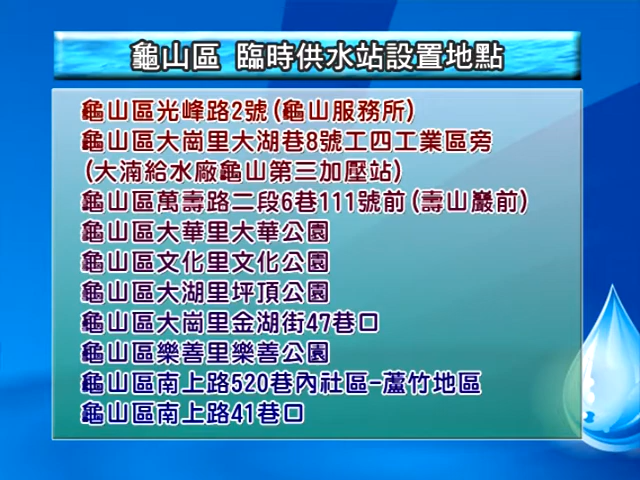 龜山區 臨時供水站設置地點
龜山區光峰路2號(龜山服務所)
龜山區大崗里大湖巷8號工四工業區旁
(大湳給水廠龜山第三加壓站)
龜山區萬壽路二段6巷111號前(壽山巖前)
龜山區大華里大華公園
龜山區文化里文化公園
龜山區大湖里坪頂公園
龜山區大崗里金湖街47巷口
龜山區樂善里樂善公園
龜山區南上路520巷內社區-蘆竹地區
龜山區南上路41巷口